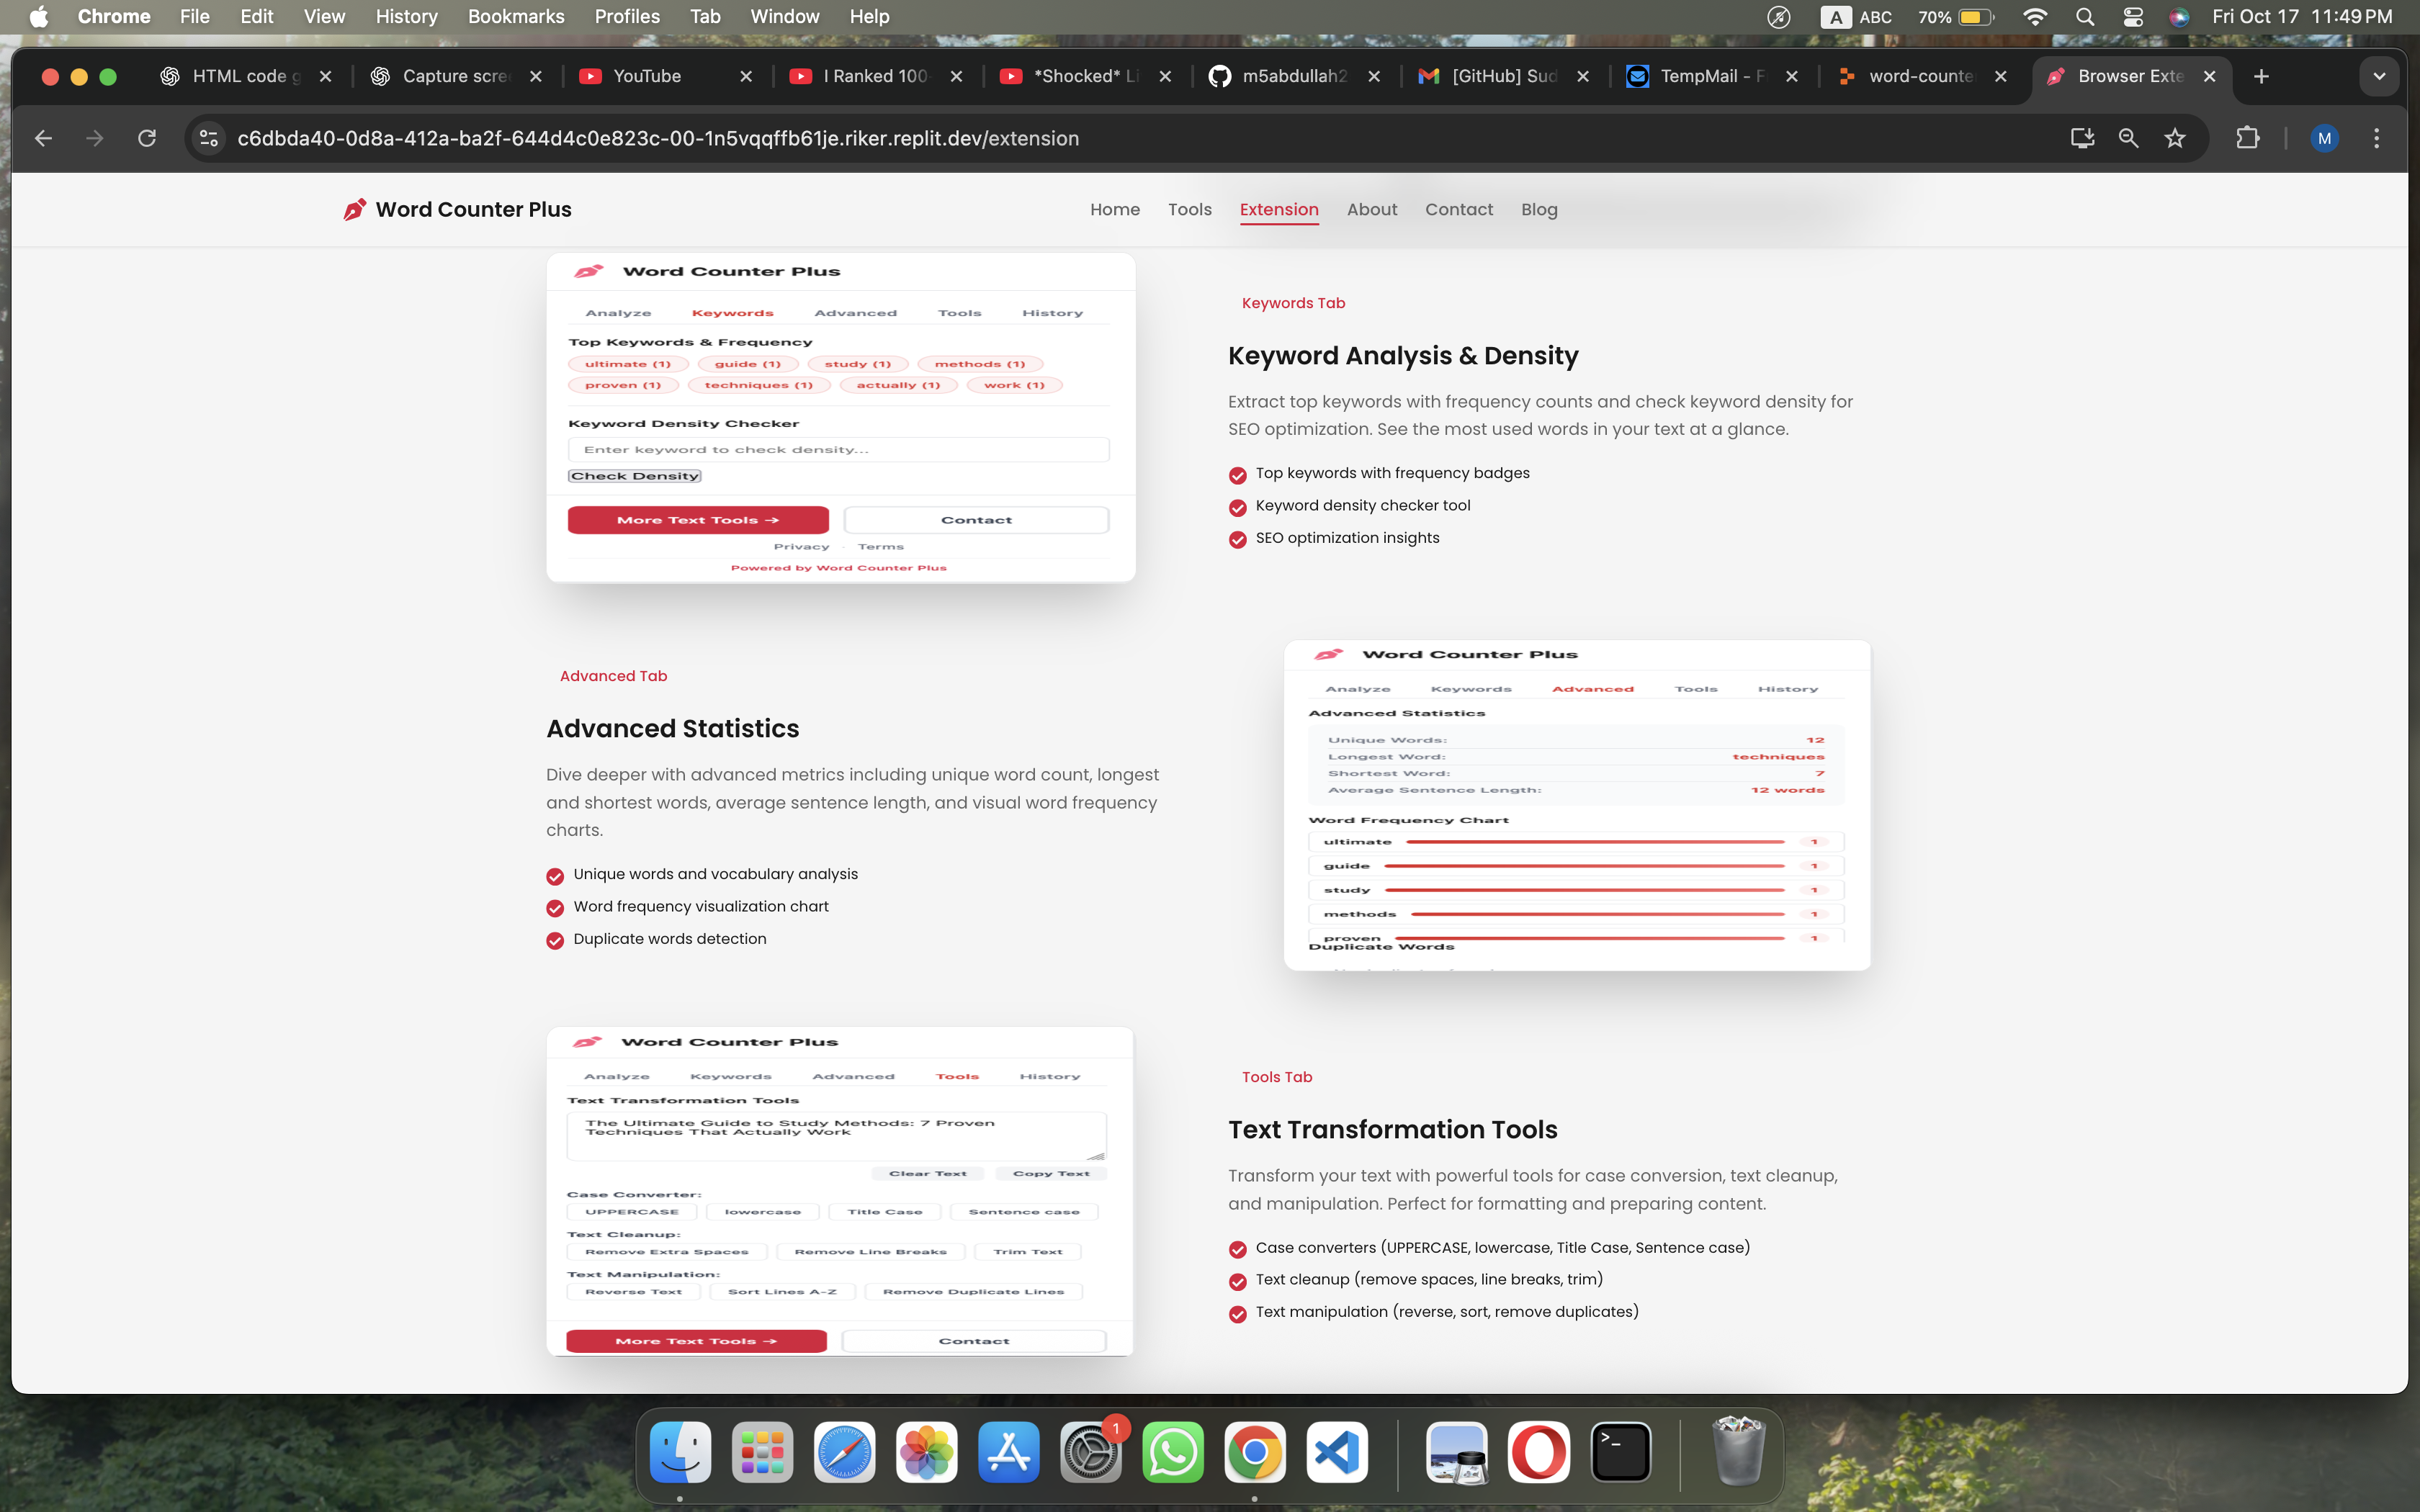 Chrome File Edit View History Bookmarks Profiles Tab Window Help
A ABC 70% Fri Oct 17 11:49 PM
HTML code
Capture scre
YouTube
I Ranked 100
*Shocked* Li
m5abdullah2
[GitHub] Sud
TempMail - F
word-counte
Browser Exte
c6dbda40-0d8a-412a-ba2f-644d4c0e823c-00-1n5vqqffb61je.riker.replit.dev/extension
M
Word Counter Plus
Home Tools Extension About Contact Blog
Word Counter Plus
Analyze Keywords Advanced Tools History
Top Keywords & Frequency
ultimate (1) guide (1) study (1) methods (1)
proven (1) techniques (1) actually (1) work (1)
Keyword Density Checker
Enter keyword to check density...
Check Density
More Text Tools → Contact
Privacy · Terms
Powered by Word Counter Plus
Keywords Tab
Keyword Analysis & Density
Extract top keywords with frequency counts and check keyword density for
SEO optimization. See the most used words in your text at a glance.
Top keywords with frequency badges
Keyword density checker tool
SEO optimization insights
Advanced Tab
Advanced Statistics
Dive deeper with advanced metrics including unique word count, longest
and shortest words, average sentence length, and visual word frequency
charts.
Unique words and vocabulary analysis
Word frequency visualization chart
Duplicate words detection
Word Counter Plus
Analyze Keywords Advanced Tools History
Advanced Statistics
Unique Words: 12
Longest Word: techniques
Shortest Word: 7
Average Sentence Length: 12 words
Word Frequency Chart
ultimate 1
guide 1
study 1
methods 1
proven 1
Duplicate Words
Word Counter Plus
Analyze Keywords Advanced Tools History
Text Transformation Tools
The Ultimate Guide to Study Methods: 7 Proven
Techniques That Actually Work
Clear Text Copy Text
Case Converter:
UPPERCASE lowercase Title Case Sentence case
Text Cleanup:
Remove Extra Spaces Remove Line Breaks Trim Text
Text Manipulation:
Reverse Text Sort Lines A-Z Remove Duplicate Lines
More Text Tools → Contact
Tools Tab
Text Transformation Tools
Transform your text with powerful tools for case conversion, text cleanup,
and manipulation. Perfect for formatting and preparing content.
Case converters (UPPERCASE, lowercase, Title Case, Sentence case)
Text cleanup (remove spaces, line breaks, trim)
Text manipulation (reverse, sort, remove duplicates)
1